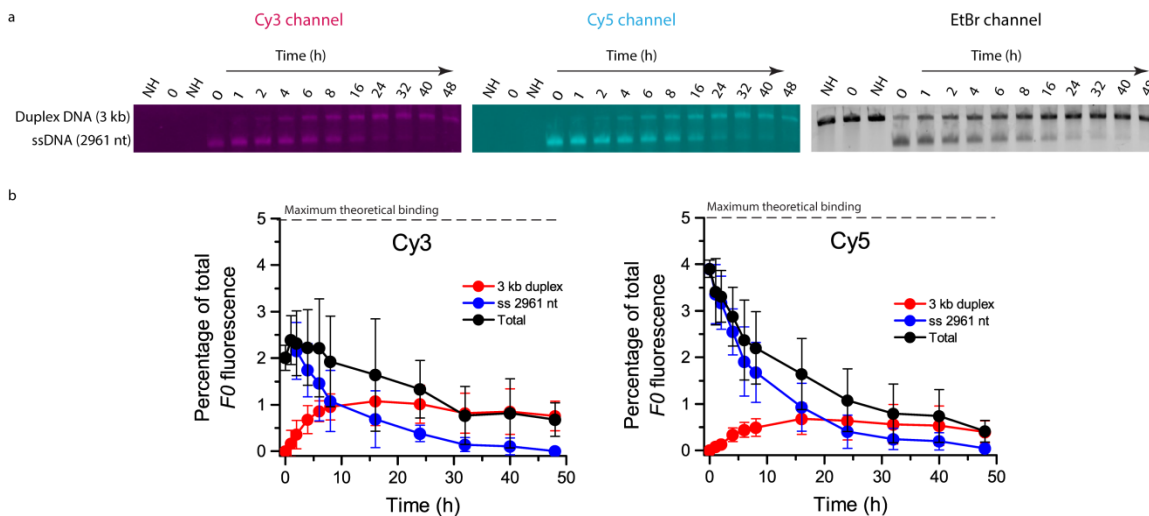 a
Cy3 channel
Cy5 channel
EtBr channel
Time (h)
Time (h)
Time (h)
NH 0 NH 0 1 2 4 6 8 16 24 32 40 48
NH 0 NH 0 1 2 4 6 8 16 24 32 40 48
NH 0 NH 0 1 2 4 6 8 16 24 32 40 48
Duplex DNA (3 kb)
ssDNA (2961 nt)
b
Maximum theoretical binding
Cy3
3 kb duplex
ss 2961 nt
Total
Percentage of total
F0 fluorescence
5
4
3
2
1
0
0 10 20 30 40 50
Time (h)
Maximum theoretical binding
Cy5
3 kb duplex
ss 2961 nt
Total
Percentage of total
F0 fluorescence
5
4
3
2
1
0
0 10 20 30 40 50
Time (h)